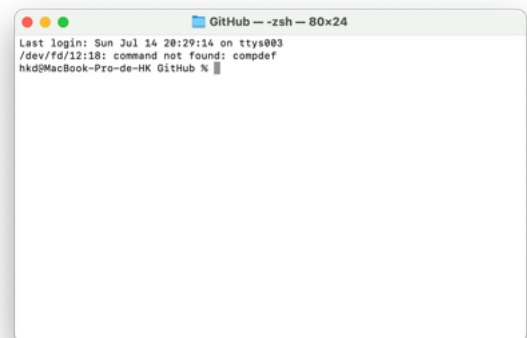 GitHub — -zsh — 80×24
Last login: Sun Jul 14 20:29:14 on ttys003
/dev/fd/12:18: command not found: compdef
hkd@MacBook-Pro-de-HK GitHub %